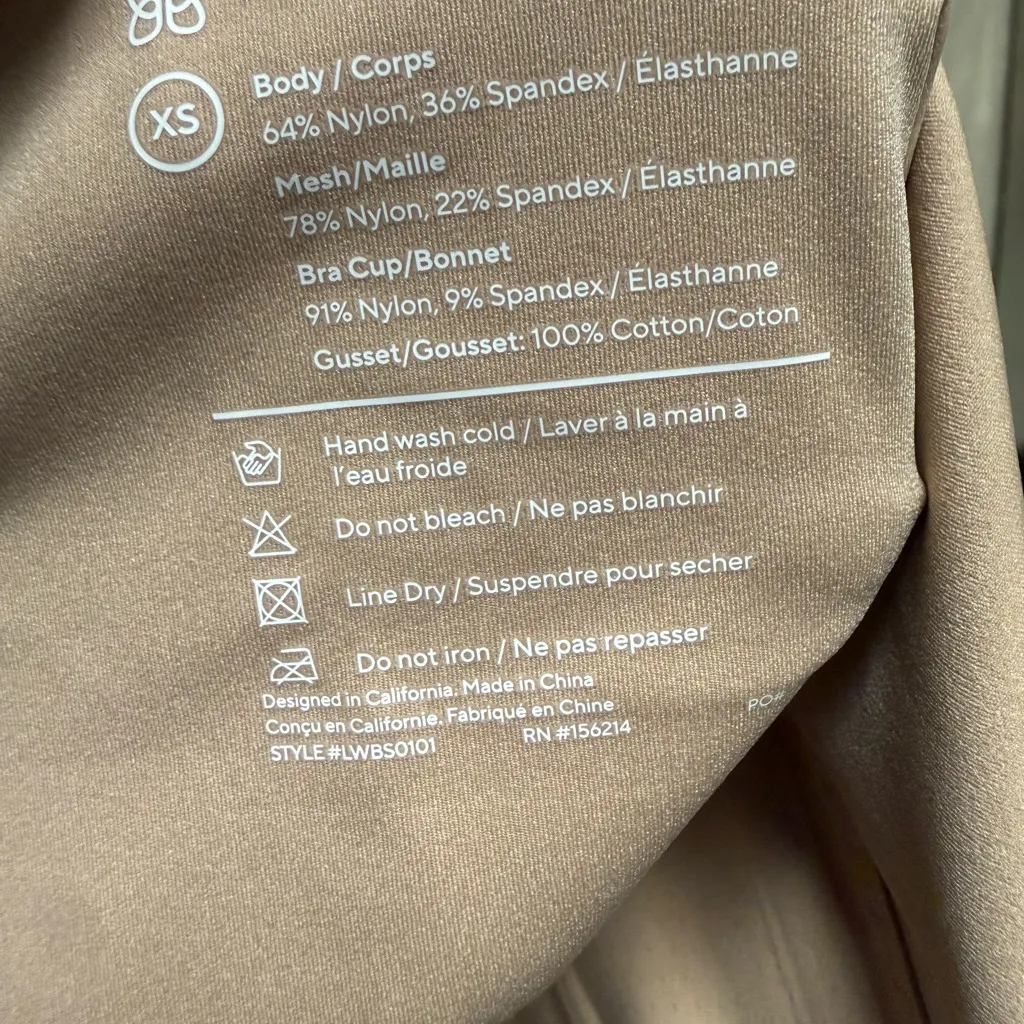 XS
Body / Corps
64% Nylon, 36% Spandex / Élasthanne
Mesh/Maille
78% Nylon, 22% Spandex / Élasthanne
Bra Cup/Bonnet
91% Nylon, 9% Spandex / Élasthanne
Gusset/Gousset: 100% Cotton/Coton
Hand wash cold / Laver à la main à
l'eau froide
Do not bleach / Ne pas blanchir
Line Dry / Suspendre pour secher
Do not iron / Ne pas repasser
Designed in California. Made in China
Conçu en Californie. Fabriqué en Chine
STYLE #LWBS0101 RN #156214 PO#